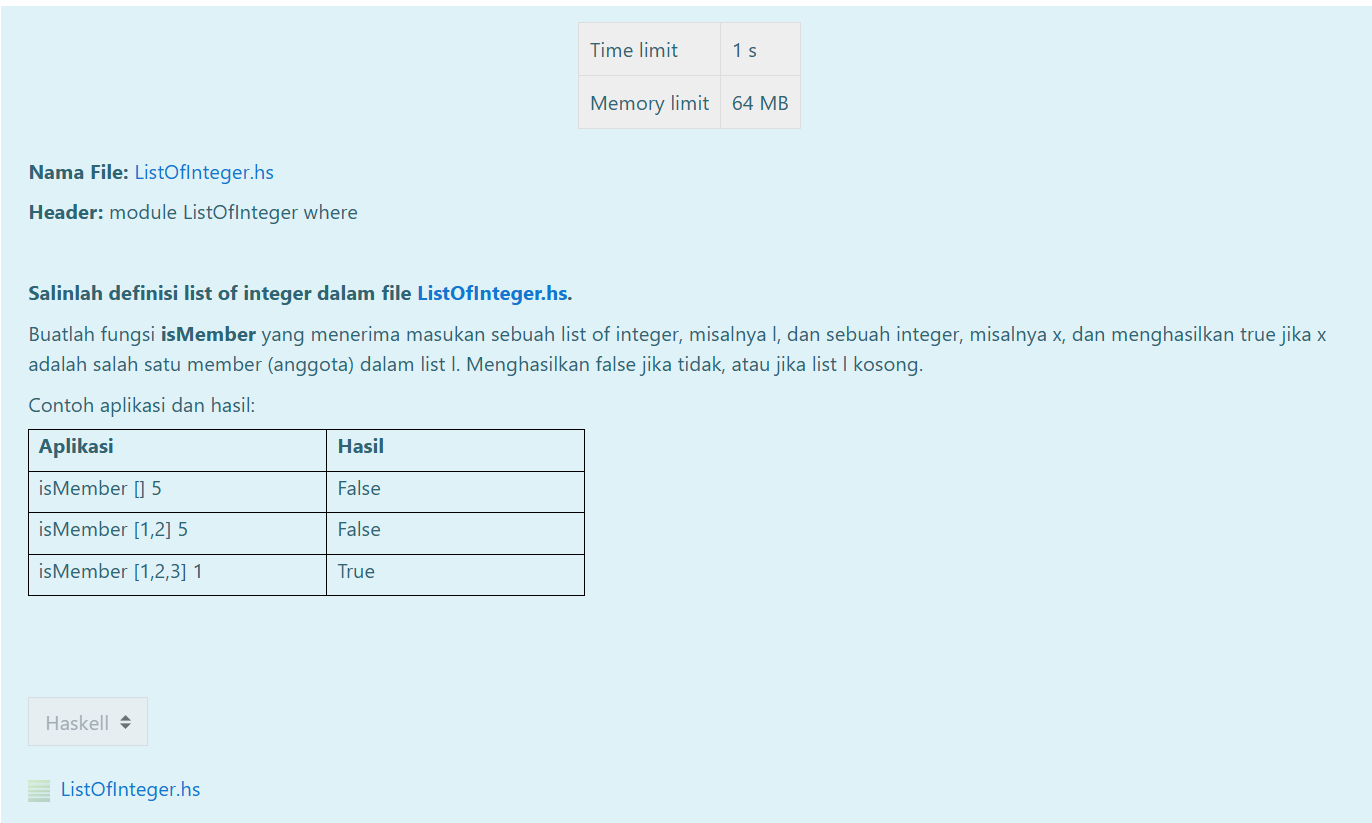 Time limit 1 s
Memory limit 64 MB
Nama File: ListOfInteger.hs
Header: module ListOfInteger where
Salinlah definisi list of integer dalam file ListOfInteger.hs.
Buatlah fungsi isMember yang menerima masukan sebuah list of integer, misalnya l, dan sebuah integer, misalnya x, dan menghasilkan true jika x
adalah salah satu member (anggota) dalam list l. Menghasilkan false jika tidak, atau jika list l kosong.
Contoh aplikasi dan hasil:
Aplikasi Hasil
isMember [] 5 False
isMember [1,2] 5 False
isMember [1,2,3] 1 True
Haskell
ListOfInteger.hs